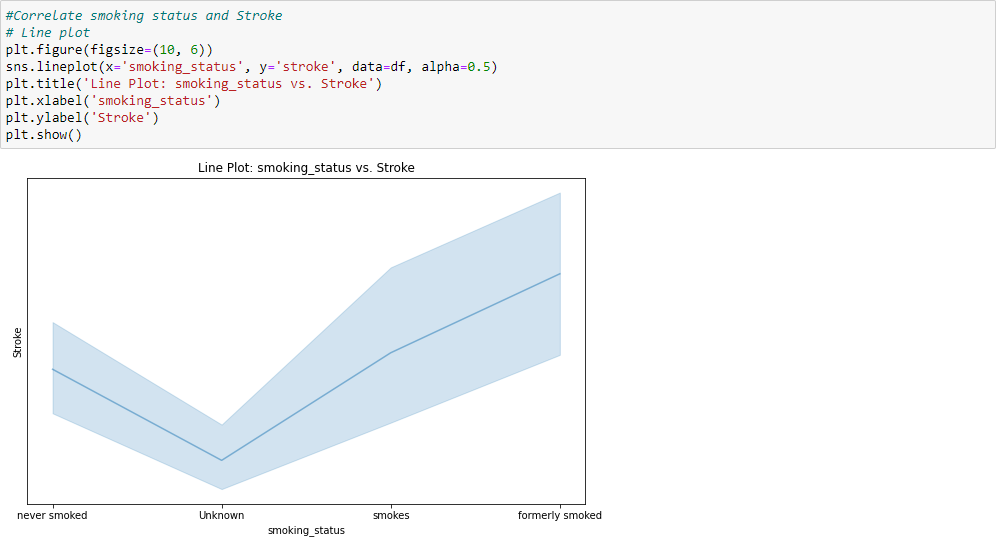 #Correlate smoking status and Stroke
# Line plot
plt.figure(figsize=(10, 6))
sns.lineplot(x='smoking_status', y='stroke', data=df, alpha=0.5)
plt.title('Line Plot: smoking_status vs. Stroke')
plt.xlabel('smoking_status')
plt.ylabel('Stroke')
plt.show()
Line Plot: smoking_status vs. Stroke
Stroke
never smoked
Unknown
smokes
formerly smoked
smoking_status